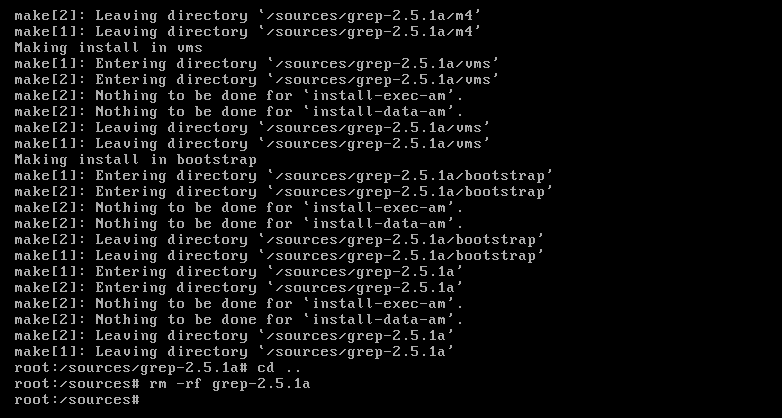 make[2]: Leaving directory `/sources/grep-2.5.1a/m4'
make[1]: Leaving directory `/sources/grep-2.5.1a/m4'
Making install in vms
make[1]: Entering directory `/sources/grep-2.5.1a/vms'
make[2]: Entering directory `/sources/grep-2.5.1a/vms'
make[2]: Nothing to be done for `install-exec-am'.
make[2]: Nothing to be done for `install-data-am'.
make[2]: Leaving directory `/sources/grep-2.5.1a/vms'
make[1]: Leaving directory `/sources/grep-2.5.1a/vms'
Making install in bootstrap
make[1]: Entering directory `/sources/grep-2.5.1a/bootstrap'
make[2]: Entering directory `/sources/grep-2.5.1a/bootstrap'
make[2]: Nothing to be done for `install-exec-am'.
make[2]: Nothing to be done for `install-data-am'.
make[2]: Leaving directory `/sources/grep-2.5.1a/bootstrap'
make[1]: Leaving directory `/sources/grep-2.5.1a/bootstrap'
make[1]: Entering directory `/sources/grep-2.5.1a'
make[2]: Entering directory `/sources/grep-2.5.1a'
make[2]: Nothing to be done for `install-exec-am'.
make[2]: Nothing to be done for `install-data-am'.
make[2]: Leaving directory `/sources/grep-2.5.1a'
make[1]: Leaving directory `/sources/grep-2.5.1a'
root:/sources/grep-2.5.1a# cd ..
root:/sources# rm -rf grep-2.5.1a
root:/sources#